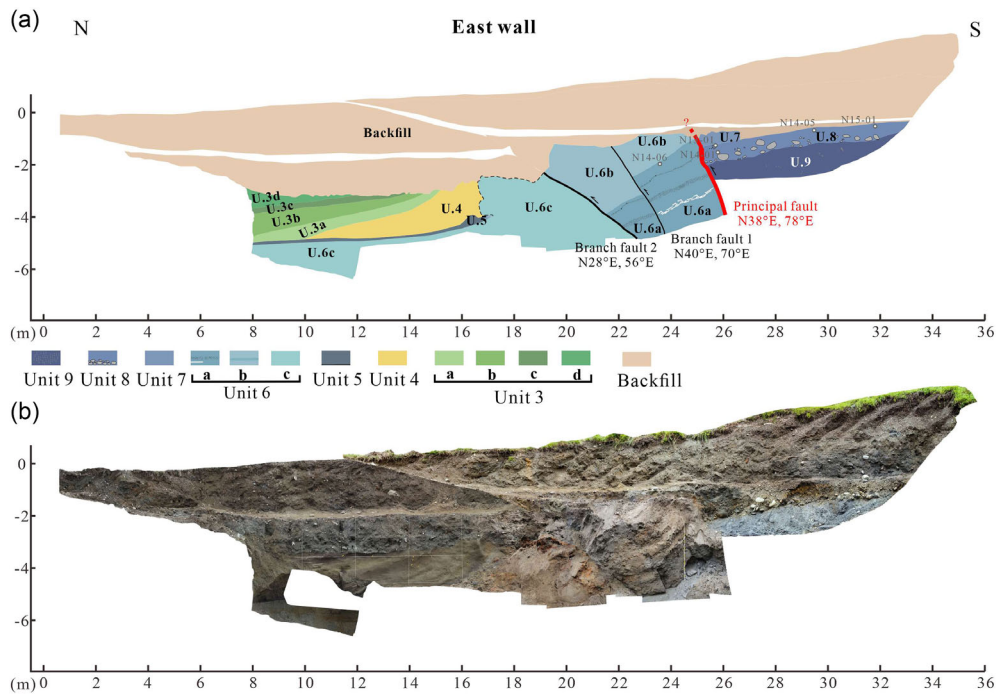 (a)
N
East wall
S
0
-2
-4
-6
Backfill
?
N14-05
N15-01
U.6b
U.7
U.8
N14-06
U.9
U.6b
U.3d
U.3c
U.3b
U.3a
U.4
U.5
U.6c
U.6a
U.6a
U.6c
Principal fault
N38°E, 78°E
Branch fault 2
N28°E, 56°E
Branch fault 1
N40°E, 70°E
(m) 0 2 4 6 8 10 12 14 16 18 20 22 24 26 28 30 32 34 36
a b c
a b c d
Unit 9 Unit 8 Unit 7 Unit 6 Unit 5 Unit 4 Unit 3 Backfill
(b)
0
-2
-4
-6
(m) 0 2 4 6 8 10 12 14 16 18 20 22 24 26 28 30 32 34 36